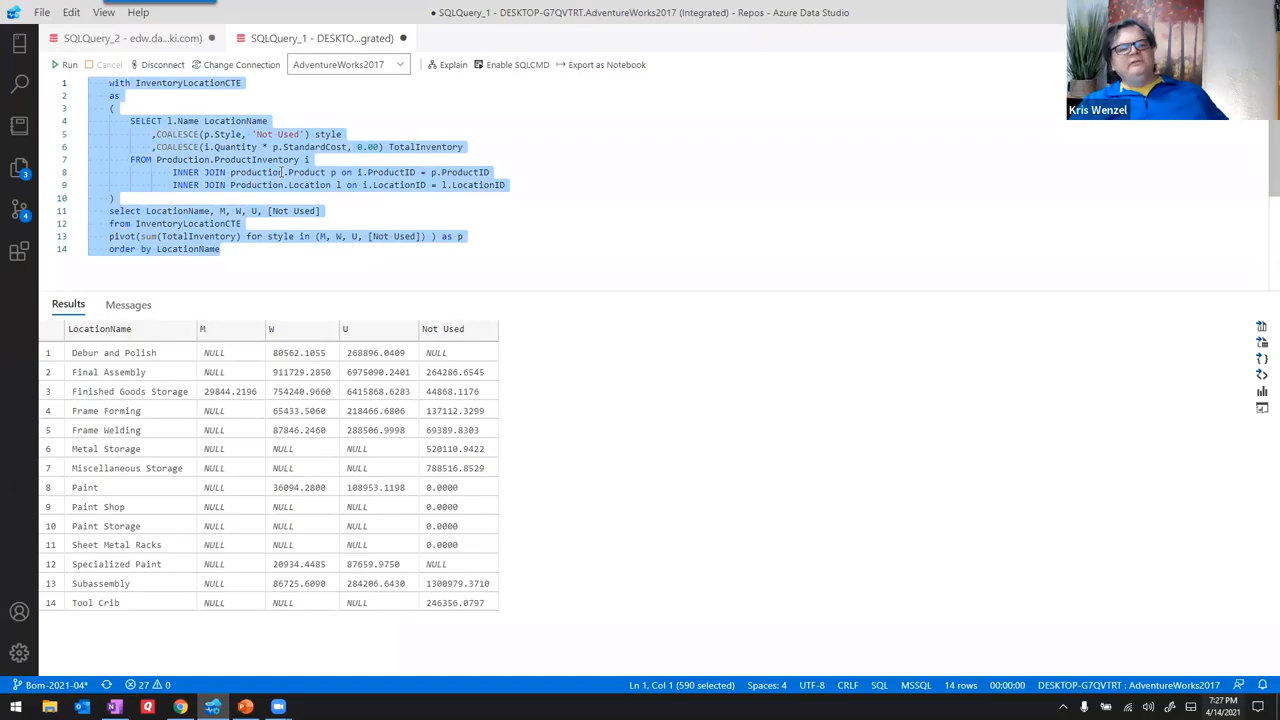 File Edit View Help
● SQLQuery_1 - DESKTOP-G7QVTRT.AdventureWorks2017 (Integrated) - Repos - Azure Data Studio
SQLQuery_2 - edw.da...ki.com) ●
SQLQuery_1 - DESKTO...grated) ●
Run Cancel Disconnect Change Connection AdventureWorks2017 Explain Enable SQLCMD Export as Notebook
Kris Wenzel
1 with InventoryLocationCTE
2 as
3 (
4 SELECT l.Name LocationName
5 ,COALESCE(p.Style, 'Not Used') style
6 ,COALESCE(i.Quantity * p.StandardCost, 0.00) TotalInventory
7 FROM Production.ProductInventory i
8 INNER JOIN production.Product p on i.ProductID = p.ProductID
9 INNER JOIN Production.Location l on i.LocationID = l.LocationID
10 )
11 select LocationName, M, W, U, [Not Used]
12 from InventoryLocationCTE
13 pivot(sum(TotalInventory) for style in (M, W, U, [Not Used]) ) as p
14 order by LocationName
3
4
Results Messages
LocationName M W U Not Used
1 Debur and Polish NULL 80562.1055 268896.0409 NULL
2 Final Assembly NULL 911729.2850 6975090.2401 264286.6545
3 Finished Goods Storage 29844.2196 754240.9660 6415868.6283 44868.1176
4 Frame Forming NULL 65433.5060 218466.6806 137112.3299
5 Frame Welding NULL 87846.2460 288506.9998 69389.8303
6 Metal Storage NULL NULL NULL 520110.9422
7 Miscellaneous Storage NULL NULL NULL 788516.8529
8 Paint NULL 36094.2800 108953.1198 0.0000
9 Paint Shop NULL NULL NULL 0.0000
10 Paint Storage NULL NULL NULL 0.0000
11 Sheet Metal Racks NULL NULL NULL 0.0000
12 Specialized Paint NULL 20934.4485 87659.9750 NULL
13 Subassembly NULL 86725.6090 284206.6430 1300979.3710
14 Tool Crib NULL NULL NULL 246356.0797
Bom-2021-04* 27 0 Ln 1, Col 1 (590 selected) Spaces: 4 UTF-8 CRLF SQL MSSQL 14 rows 00:00:00 DESKTOP-G7QVTRT : AdventureWorks2017
7:27 PM
4/14/2021